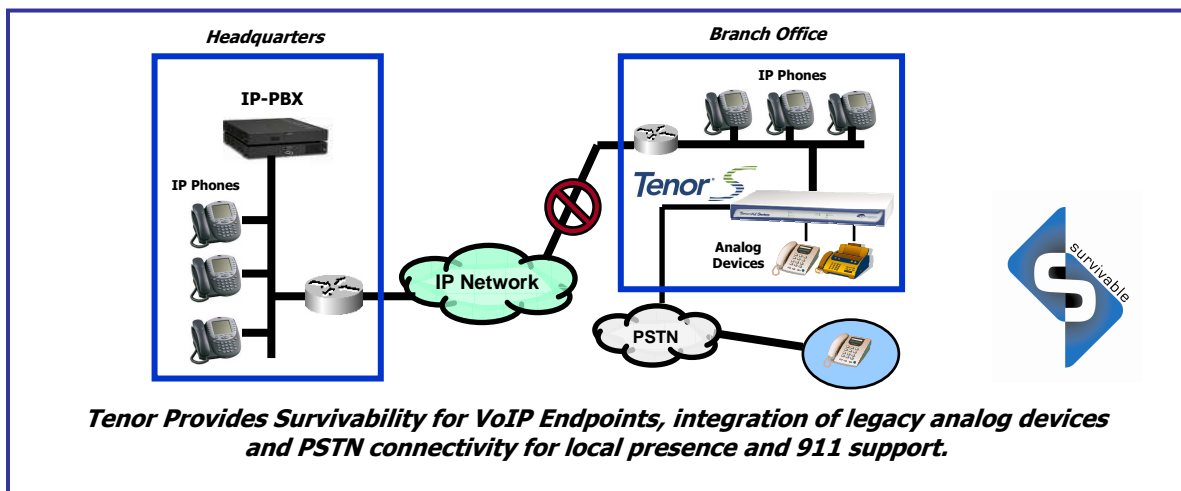 Headquarters
Branch Office
IP Phones
IP-PBX
IP Phones
Tenor S
Analog
Devices
IP Network
PSTN
S
survivable
Tenor Provides Survivability for VoIP Endpoints, integration of legacy analog devices
and PSTN connectivity for local presence and 911 support.